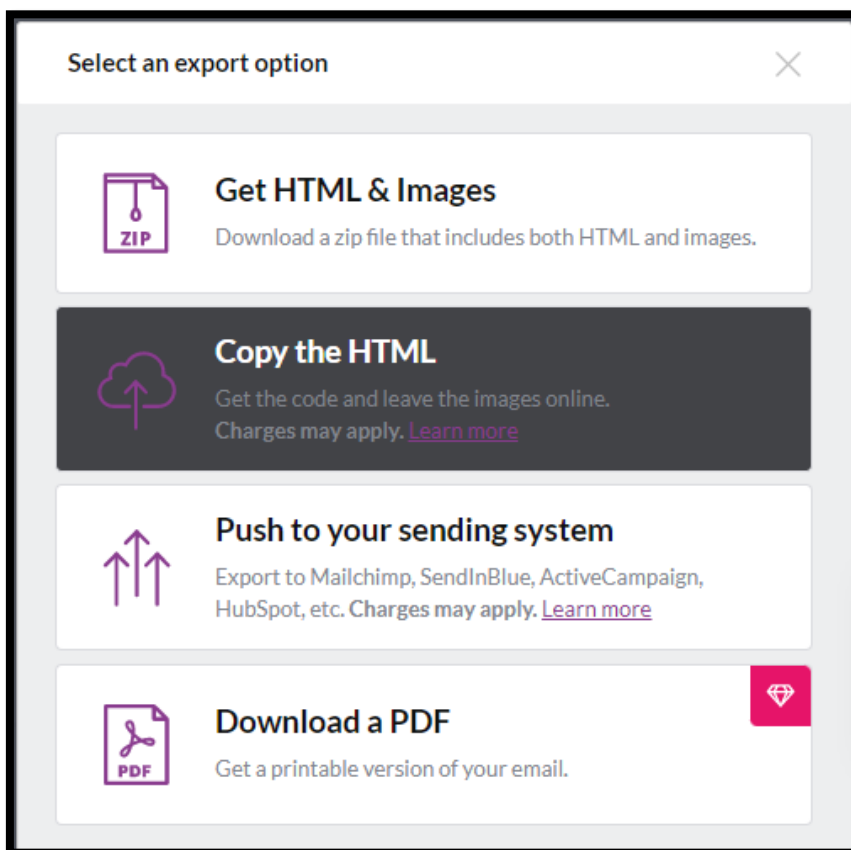 Select an export option
Get HTML & Images
ZIP
Download a zip file that includes both HTML and images.
Copy the HTML
Get the code and leave the images online.
Charges may apply. Learn more
Push to your sending system
Export to Mailchimp, SendInBlue, ActiveCampaign,
HubSpot, etc. Charges may apply. Learn more
Download a PDF
PDF
Get a printable version of your email.